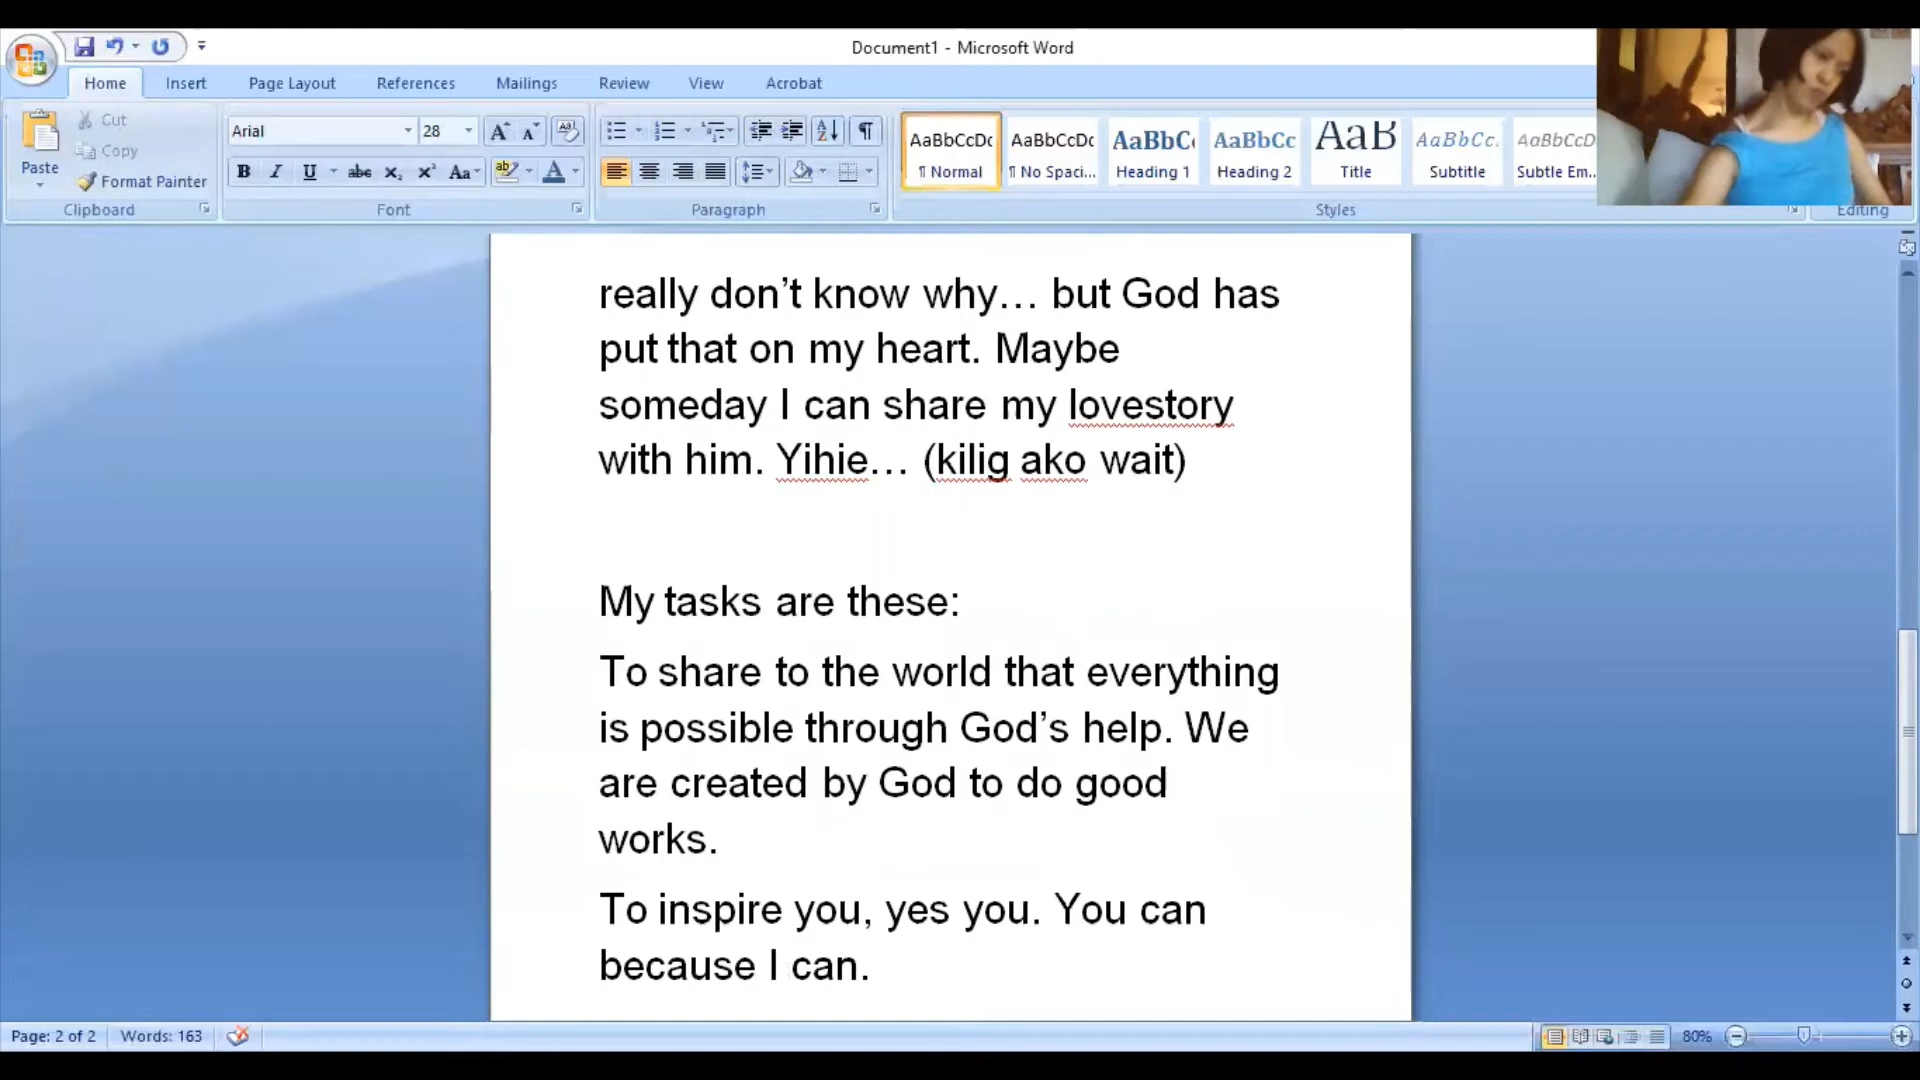 Document1 - Microsoft Word
Home Insert Page Layout References Mailings Review View Acrobat
Paste
Cut
Copy
Format Painter
Clipboard
Arial 28
Font
Paragraph
AaBbCcDc AaBbCcDc AaBbC AaBbCc AaB AaBbCc. AaBbCcD
¶ Normal ¶ No Spaci... Heading 1 Heading 2 Title Subtitle Subtle Em...
Styles
Editing
really don’t know why… but God has
put that on my heart. Maybe
someday I can share my lovestory
with him. Yihie… (kilig ako wait)
My tasks are these:
To share to the world that everything
is possible through God’s help. We
are created by God to do good
works.
To inspire you, yes you. You can
because I can.
Page: 2 of 2 Words: 163 80%